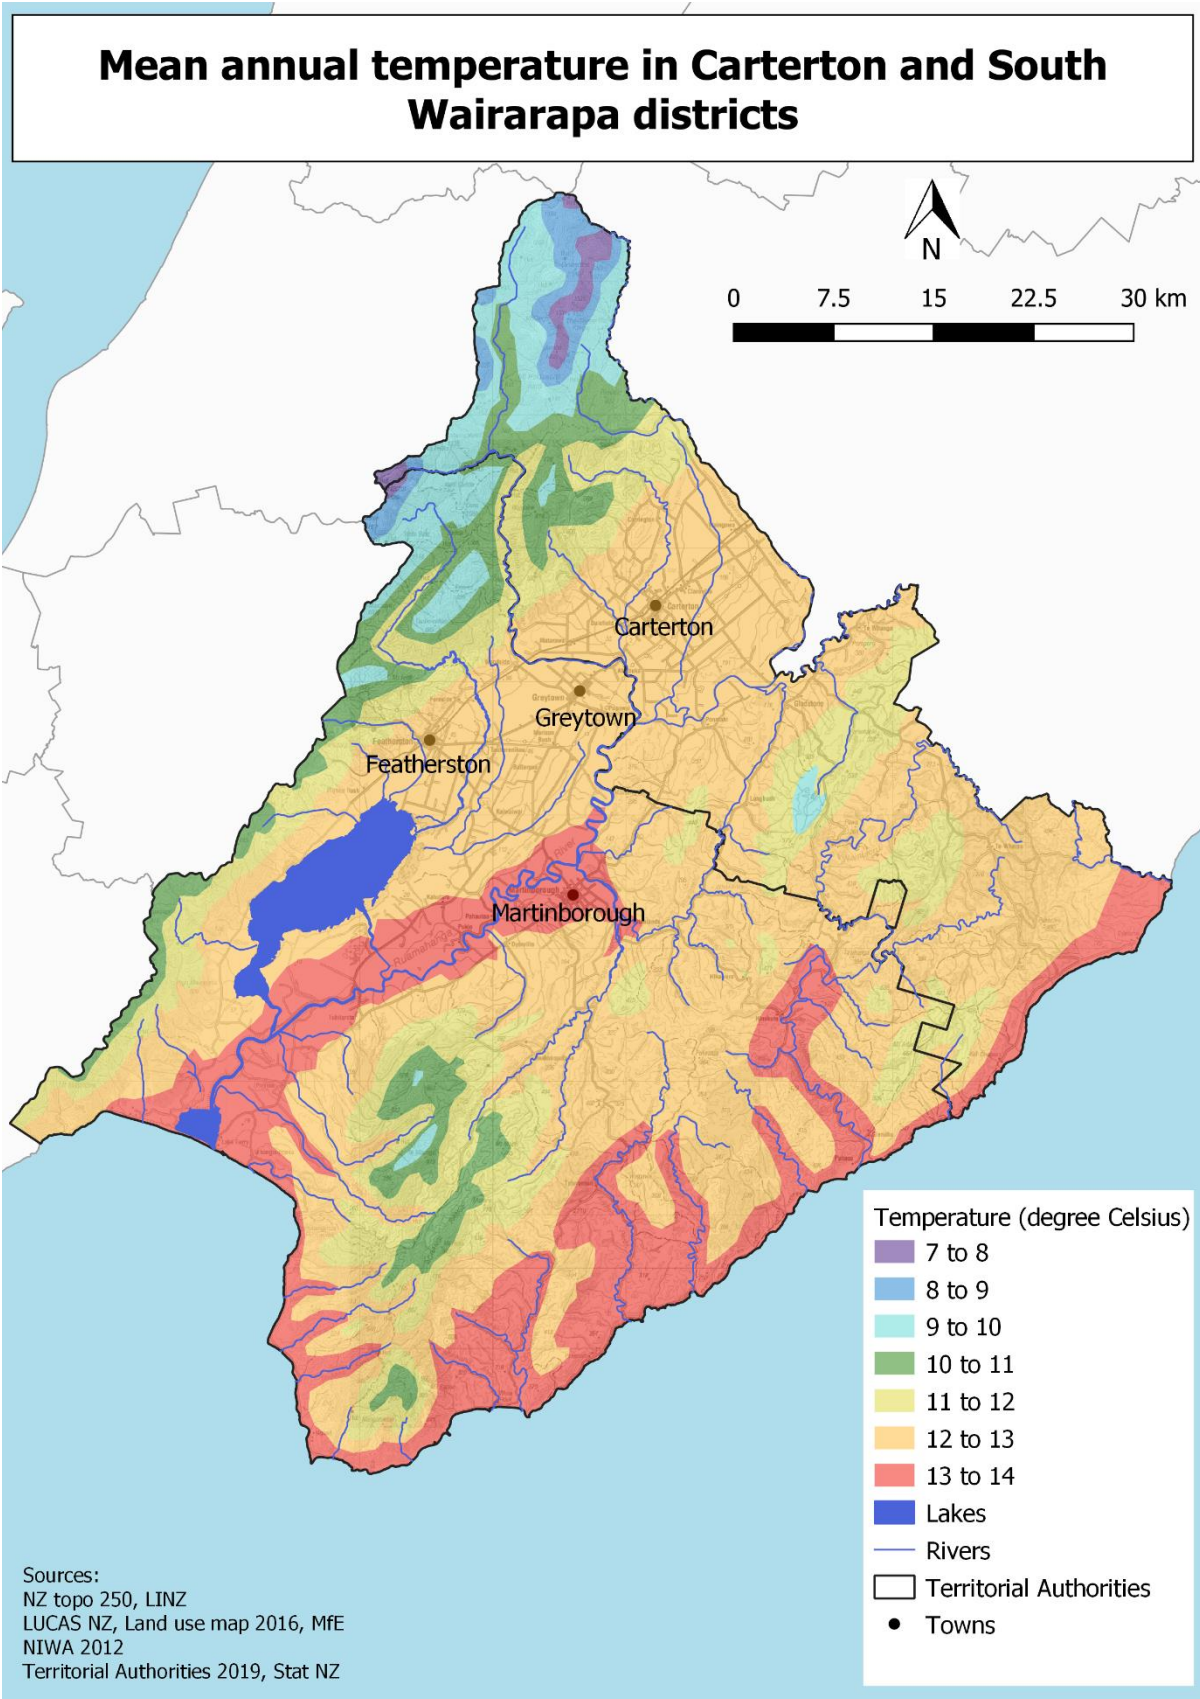 Mean annual temperature in Carterton and South
Wairarapa districts
N
0 7.5 15 22.5 30 km
Carterton
Carterton
Greytown
Greytown
Featherston
Martinborough
Temperature (degree Celsius)
7 to 8
8 to 9
9 to 10
10 to 11
11 to 12
12 to 13
13 to 14
Lakes
Rivers
Territorial Authorities
Towns
Sources:
NZ topo 250, LINZ
LUCAS NZ, Land use map 2016, MfE
NIWA 2012
Territorial Authorities 2019, Stat NZ